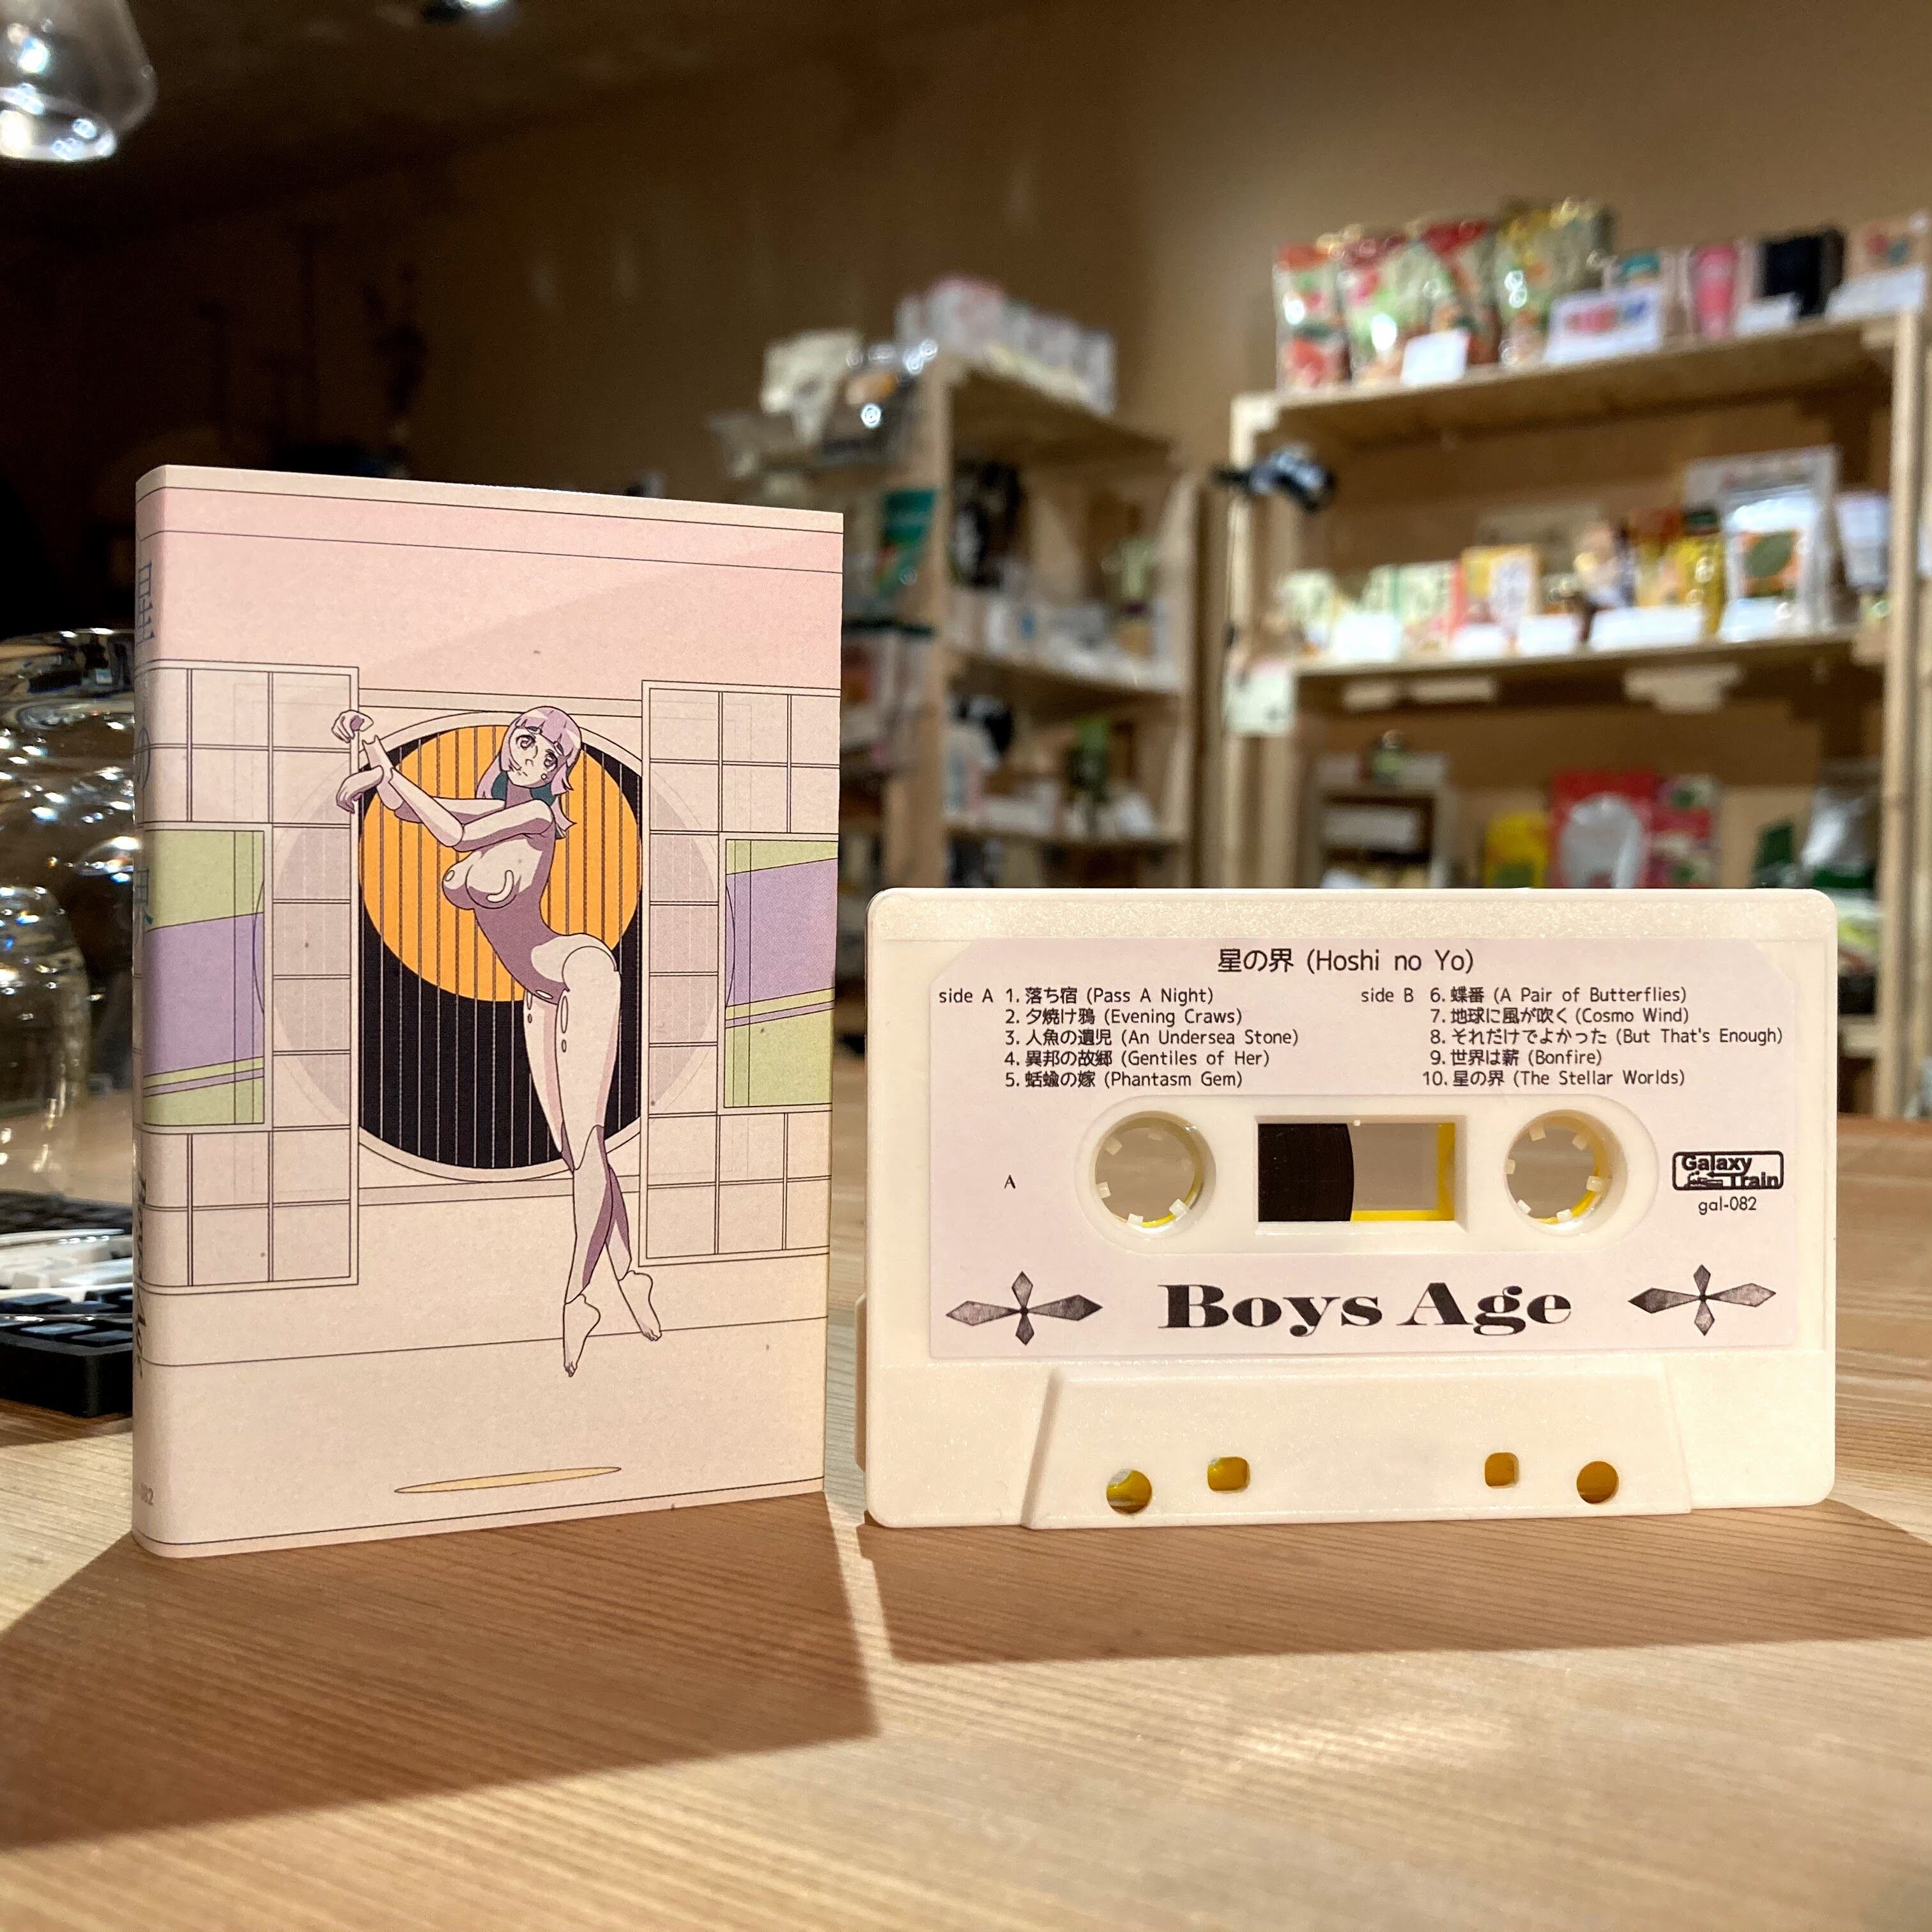 星の界
082
星の界 (Hoshi no Yo)
side A 1. 落ち宿 (Pass A Night)
2. 夕焼け鴉 (Evening Craws)
3. 人魚の遺児 (An Undersea Stone)
4. 異邦の故郷 (Gentiles of Her)
5. 蛞蝓の嫁 (Phantasm Gem)
side B 6. 蝶番 (A Pair of Butterflies)
7. 地球に風が吹く (Cosmo Wind)
8. それだけでよかった (But That's Enough)
9. 世界は薪 (Bonfire)
10. 星の界 (The Stellar Worlds)
A
Galaxy
Train
gal-082
Boys Age